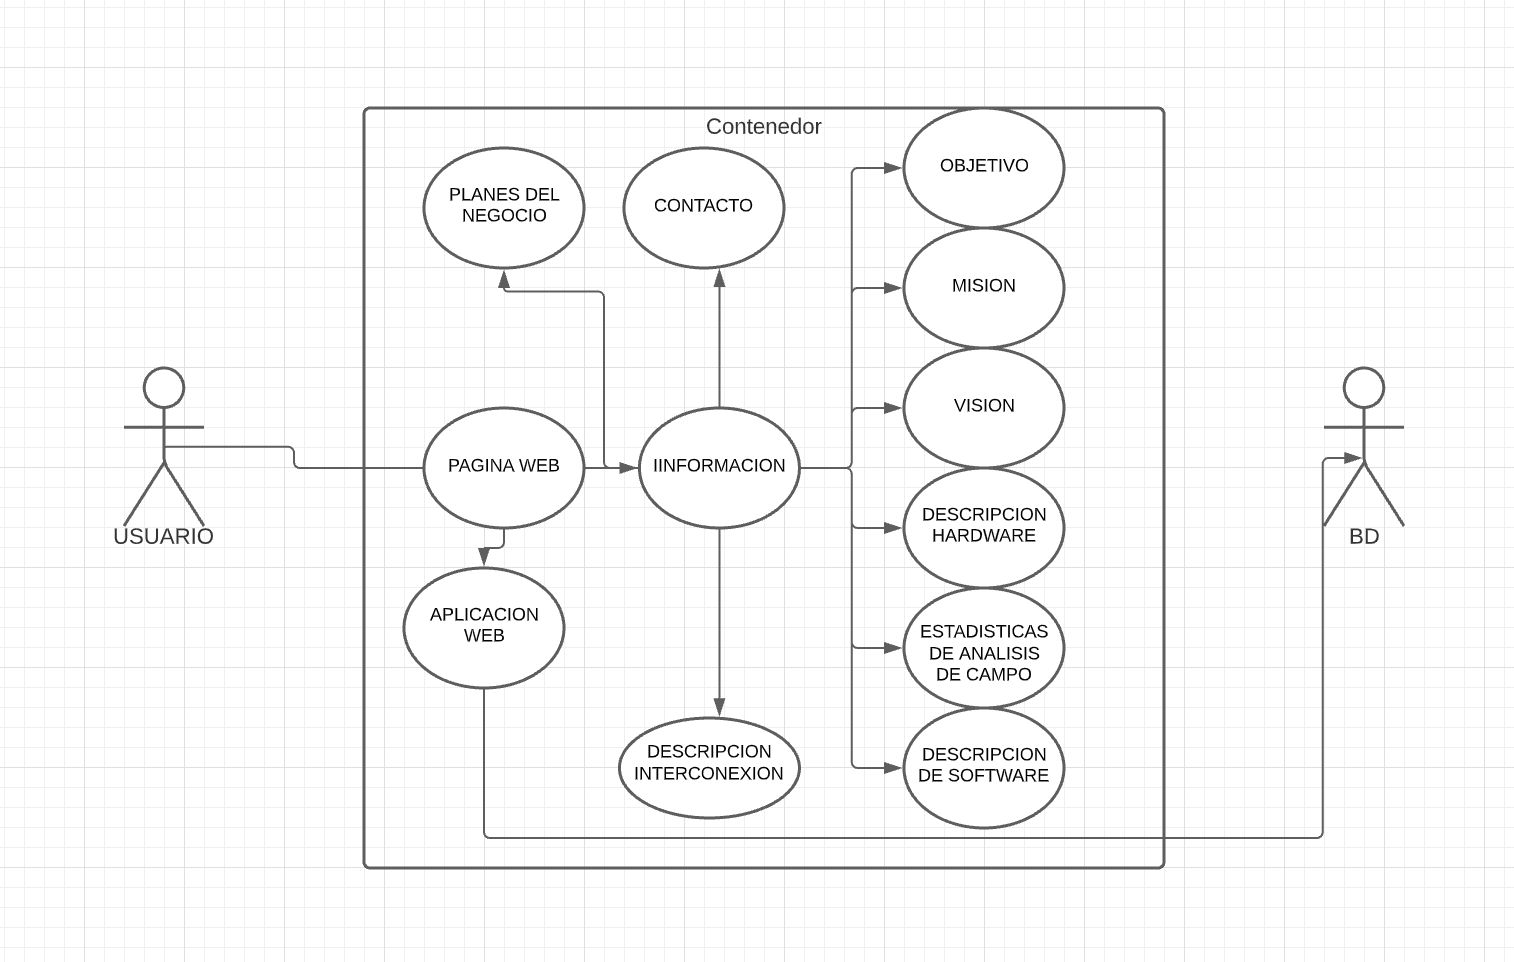 Contenedor
PLANES DEL
NEGOCIO
CONTACTO
OBJETIVO
MISION
VISION
PAGINA WEB
IINFORMACION
DESCRIPCION
HARDWARE
USUARIO
BD
APLICACION
WEB
ESTADISTICAS
DE ANALISIS
DE CAMPO
DESCRIPCION
INTERCONEXION
DESCRIPCION
DE SOFTWARE